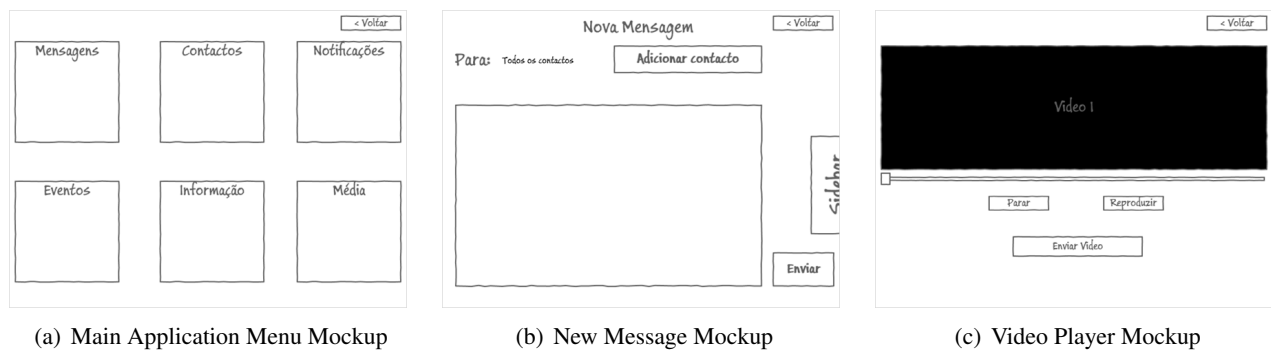 < Voltar
Mensagens Contactos Notificações
Eventos Informação Média
(a) Main Application Menu Mockup
Nova Mensagem < Voltar
Para: Todos os contactos Adicionar contacto
Sidebar
Enviar
(b) New Message Mockup
< Voltar
Video 1
Parar Reproduzir
Enviar Video
(c) Video Player Mockup